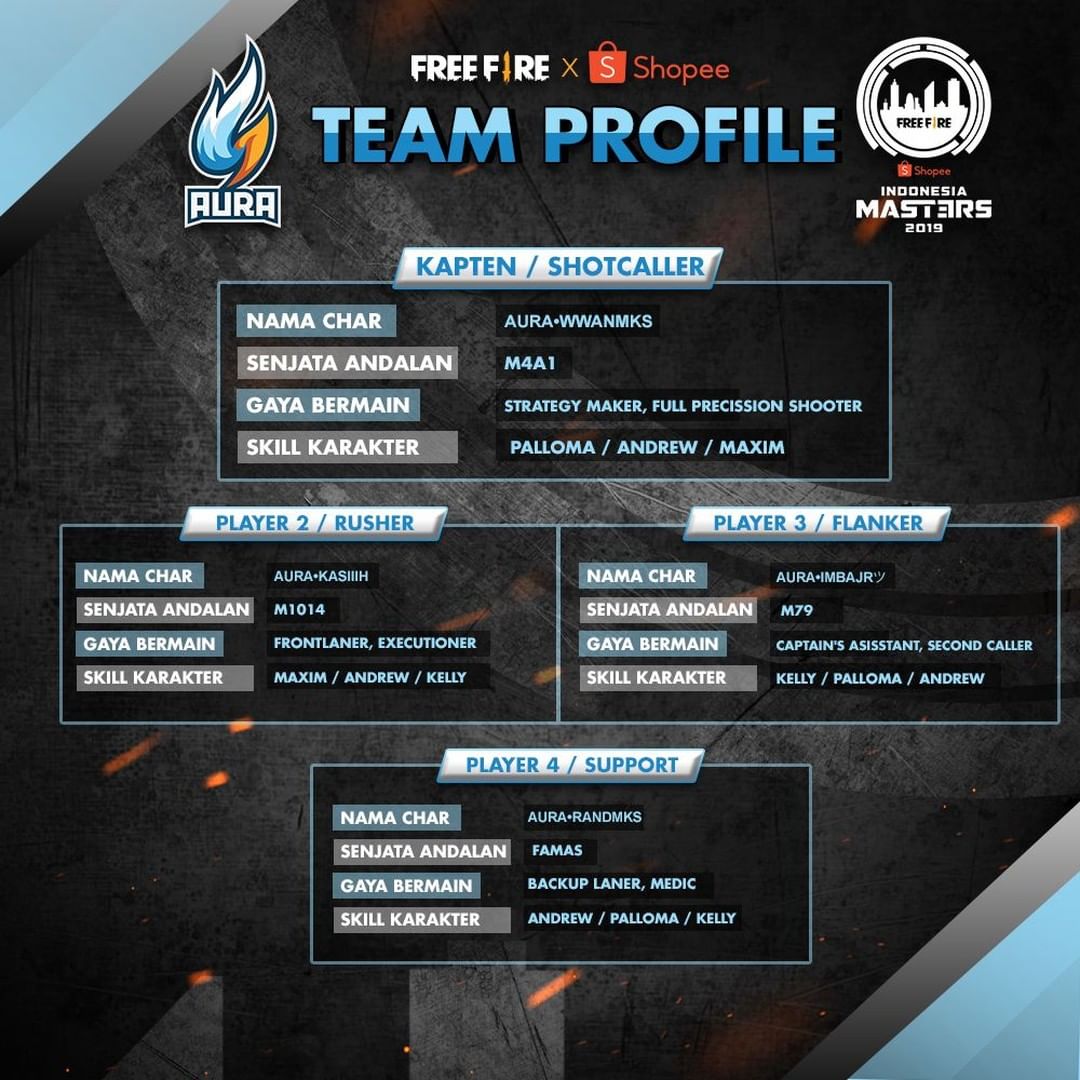 AURA
FREE FIRE X Shopee
TEAM PROFILE
FREE FIRE
Shopee
INDONESIA
MASTERS
2019
KAPTEN / SHOTCALLER
NAMA CHAR AURA•WWANMKS
SENJATA ANDALAN M4A1
GAYA BERMAIN STRATEGY MAKER, FULL PRECISSION SHOOTER
SKILL KARAKTER PALLOMA / ANDREW / MAXIM
PLAYER 2 / RUSHER
NAMA CHAR AURA•KASIIIH
SENJATA ANDALAN M1014
GAYA BERMAIN FRONTLANER, EXECUTIONER
SKILL KARAKTER MAXIM / ANDREW / KELLY
PLAYER 3 / FLANKER
NAMA CHAR AURA•IMBAJRツ
SENJATA ANDALAN M79
GAYA BERMAIN CAPTAIN'S ASISSTANT, SECOND CALLER
SKILL KARAKTER KELLY / PALLOMA / ANDREW
PLAYER 4 / SUPPORT
NAMA CHAR AURA•RANDMKS
SENJATA ANDALAN FAMAS
GAYA BERMAIN BACKUP LANER, MEDIC
SKILL KARAKTER ANDREW / PALLOMA / KELLY